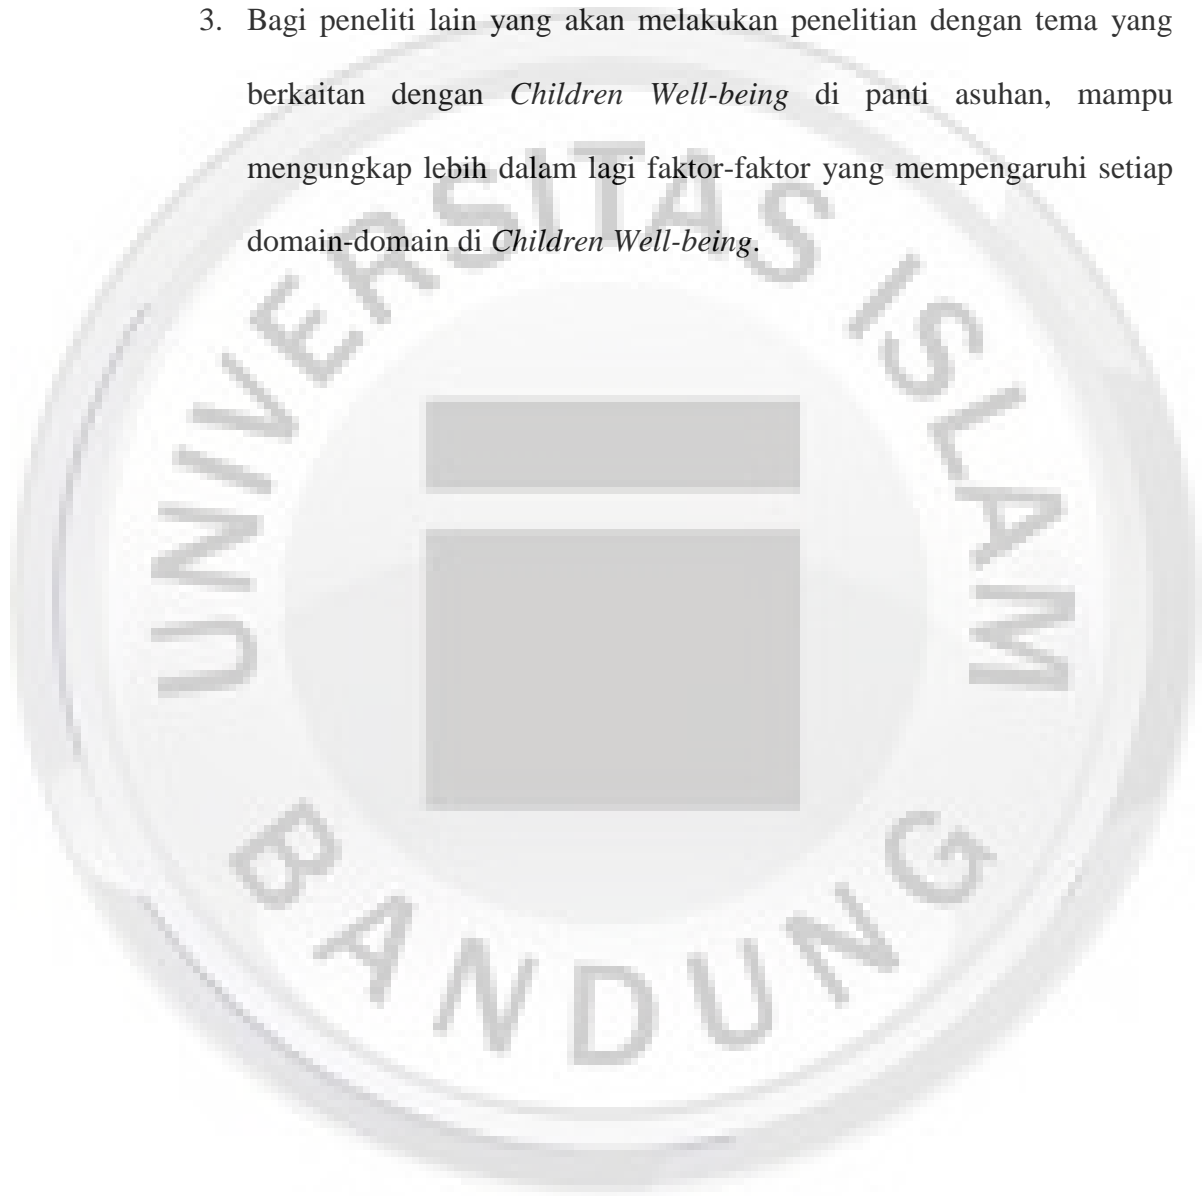 3. Bagi peneliti lain yang akan melakukan penelitian dengan tema yang
berkaitan dengan Children Well-being di panti asuhan, mampu
mengungkap lebih dalam lagi faktor-faktor yang mempengaruhi setiap
domain-domain di Children Well-being.
UNIVERSITAS ISLAM
BANDUNG